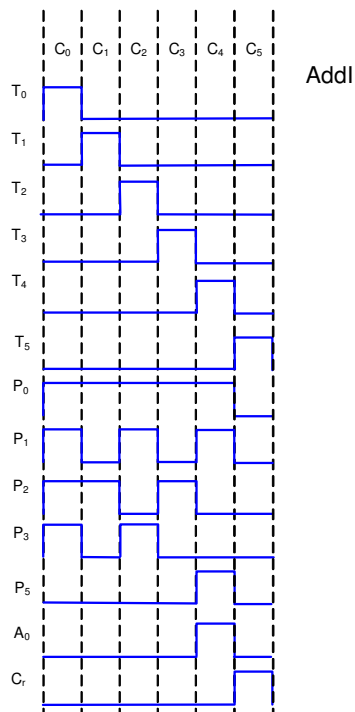 C₀ C₁ C₂ C₃ C₄ C₅
AddI
T₀
T₁
T₂
T₃
T₄
T₅
P₀
P₁
P₂
P₃
P₅
A₀
Cᵣ